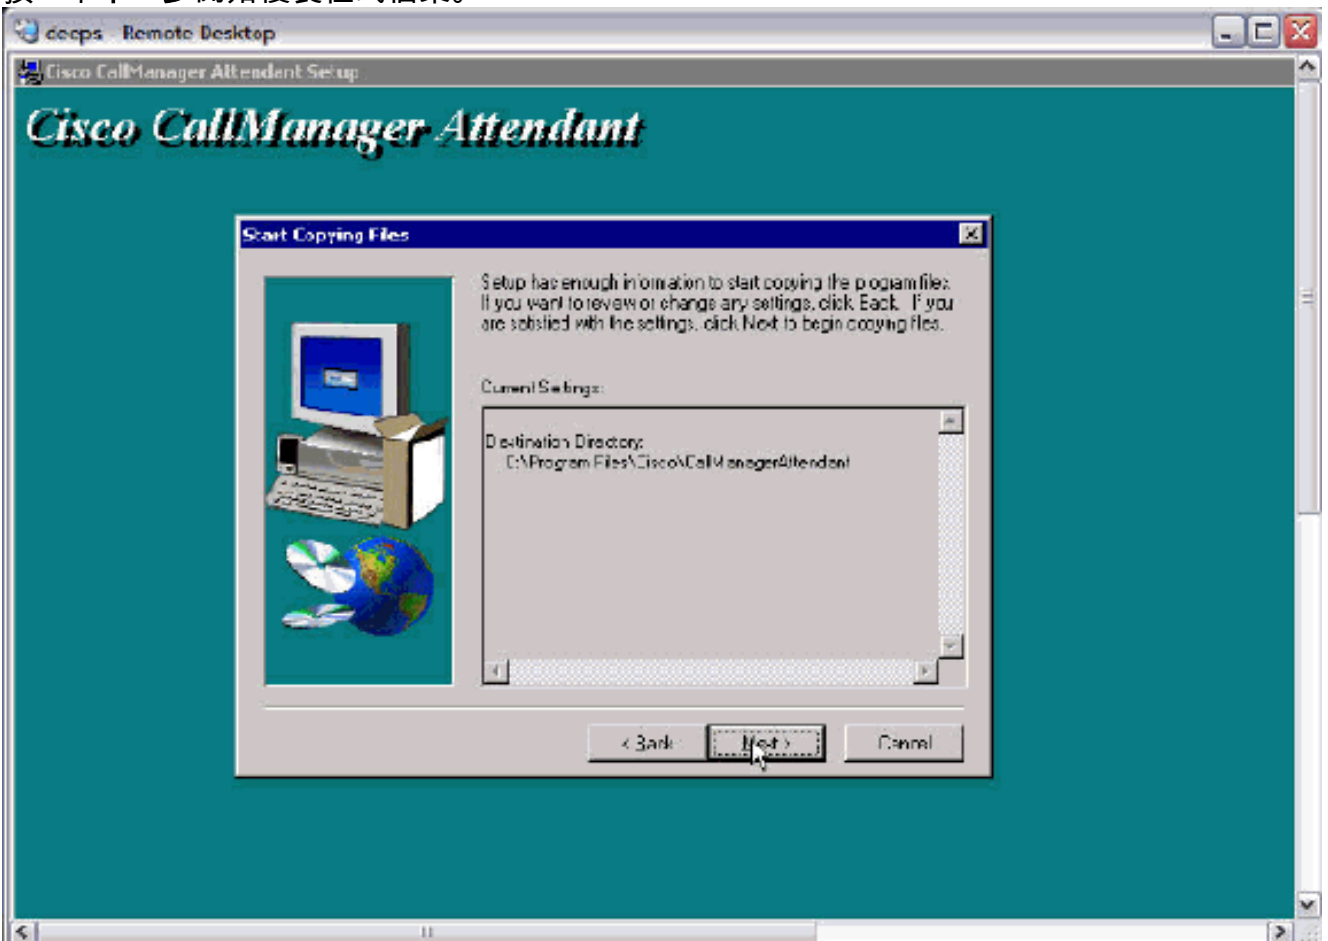 decps - Remote Desktop
Cisco CallManager Attendant Setup
Cisco CallManager Attendant
Start Copying Files
Setup has enough information to start copying the program files.
If you want to review or change any settings, click Back. If you
are satisfied with the settings, click Next to begin copying files.
Current Settings:
Destination Directory:
C:\Program Files\Cisco\CallManagerAttendant
< Back
Next >
Cancel